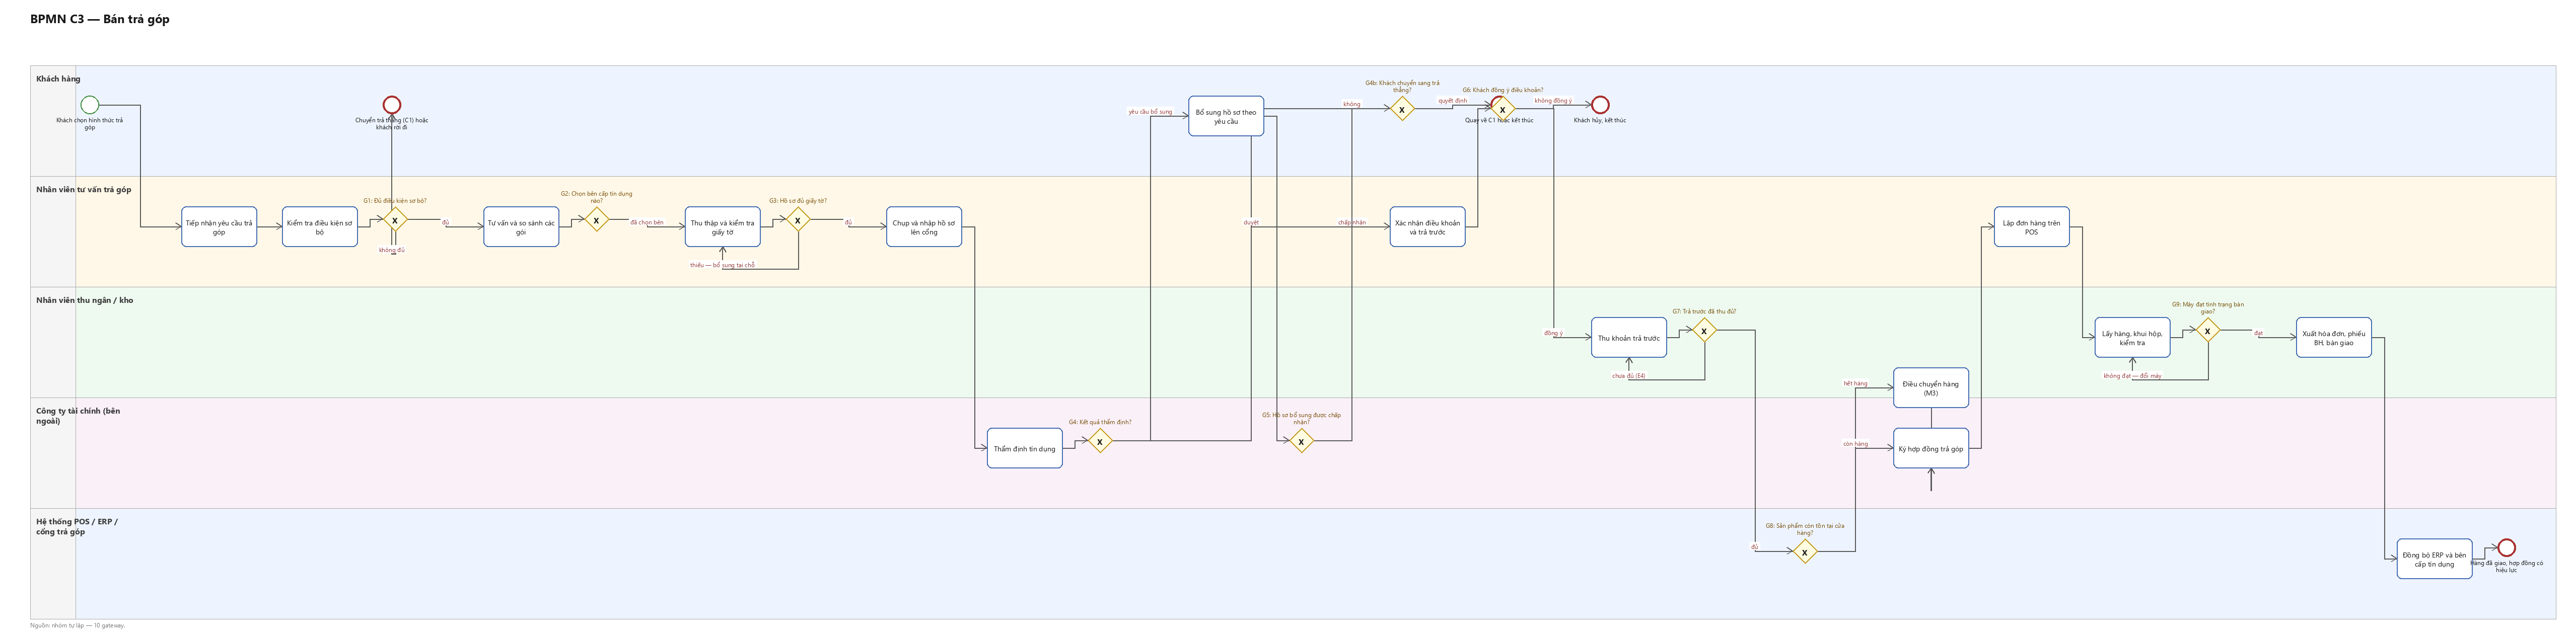 BPMN C3 — Bán trả góp
Khách hàng
Khách chọn hình thức trả
góp
Chuyển trả thẳng (C1) hoặc
khách rời đi
yêu cầu bổ sung
Bổ sung hồ sơ theo
yêu cầu
không
G4b: Khách chuyển sang trả
thẳng?
quyết định
G6: Khách đồng ý điều khoản?
X
X
Quay về C1 hoặc kết thúc
không đồng ý
Khách hủy, kết thúc
Nhân viên tư vấn trả góp
Tiếp nhận yêu cầu trả
góp
Kiểm tra điều kiện sơ
bộ
G1: Đủ điều kiện sơ bộ?
X
không đủ
đủ
Tư vấn và so sánh các
gói
G2: Chọn bên cấp tín dụng
nào?
X
đã chọn bên
Thu thập và kiểm tra
giấy tờ
thiếu — bổ sung tại chỗ
G3: Hồ sơ đủ giấy tờ?
X
đủ
Chụp và nhập hồ sơ
lên cổng
duyệt
chấp nhận
Xác nhận điều khoản
và trả trước
Lập đơn hàng trên
POS
Nhân viên thu ngân / kho
đồng ý
Thu khoản trả trước
chưa đủ (E4)
G7: Trả trước đã thu đủ?
X
hết hàng
Điều chuyển hàng
(M3)
Lấy hàng, khui hộp,
kiểm tra
không đạt — đổi máy
G9: Máy đạt tình trạng bàn
giao?
X
đạt
Xuất hóa đơn, phiếu
BH, bàn giao
Công ty tài chính (bên
ngoài)
Thẩm định tín dụng
G4: Kết quả thẩm định?
X
G5: Hồ sơ bổ sung được chấp
nhận?
X
còn hàng
Ký hợp đồng trả góp
Hệ thống POS / ERP /
cổng trả góp
đủ
G8: Sản phẩm còn tồn tại cửa
hàng?
X
Đồng bộ ERP và bên
cấp tín dụng
Hàng đã giao, hợp đồng có
hiệu lực
Nguồn: nhóm tự lập — 10 gateway.